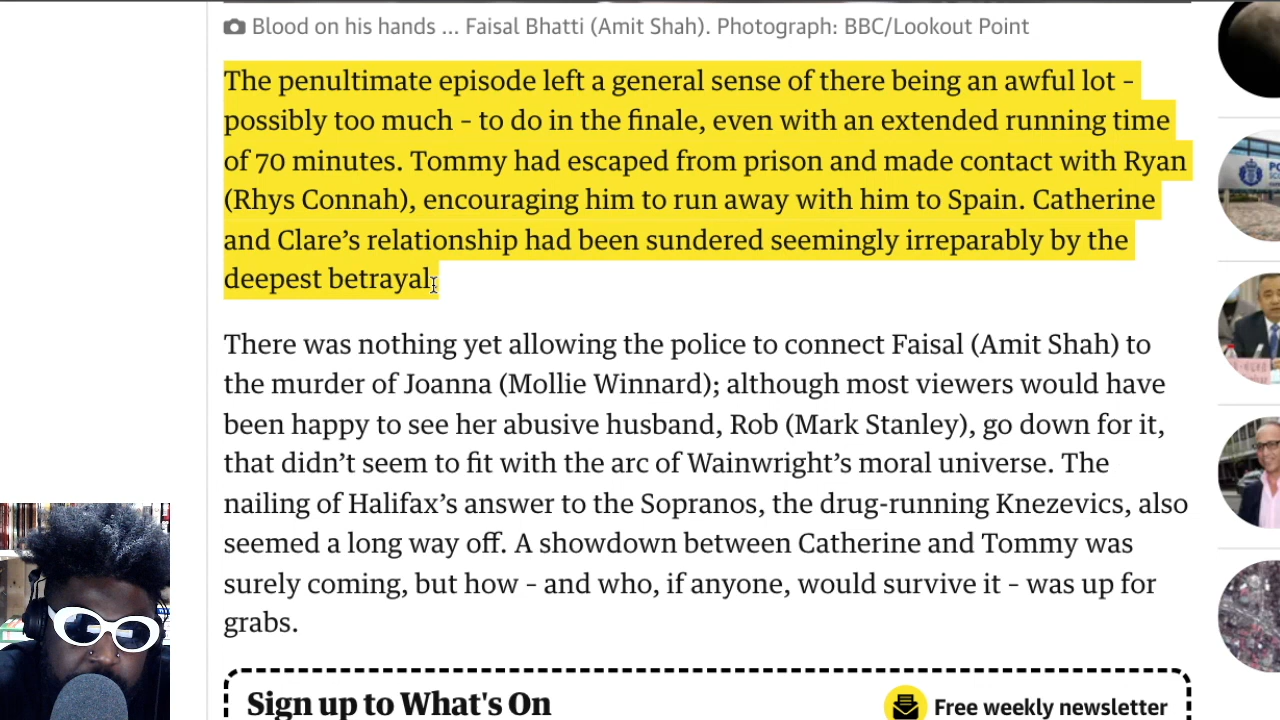 Blood on his hands ... Faisal Bhatti (Amit Shah). Photograph: BBC/Lookout Point
The penultimate episode left a general sense of there being an awful lot –
possibly too much – to do in the finale, even with an extended running time
of 70 minutes. Tommy had escaped from prison and made contact with Ryan
(Rhys Connah), encouraging him to run away with him to Spain. Catherine
and Clare’s relationship had been sundered seemingly irreparably by the
deepest betrayal.
There was nothing yet allowing the police to connect Faisal (Amit Shah) to
the murder of Joanna (Mollie Winnard); although most viewers would have
been happy to see her abusive husband, Rob (Mark Stanley), go down for it,
that didn’t seem to fit with the arc of Wainwright’s moral universe. The
nailing of Halifax’s answer to the Sopranos, the drug-running Knezevics, also
seemed a long way off. A showdown between Catherine and Tommy was
surely coming, but how – and who, if anyone, would survive it – was up for
grabs.
Sign up to What's On
Free weekly newsletter